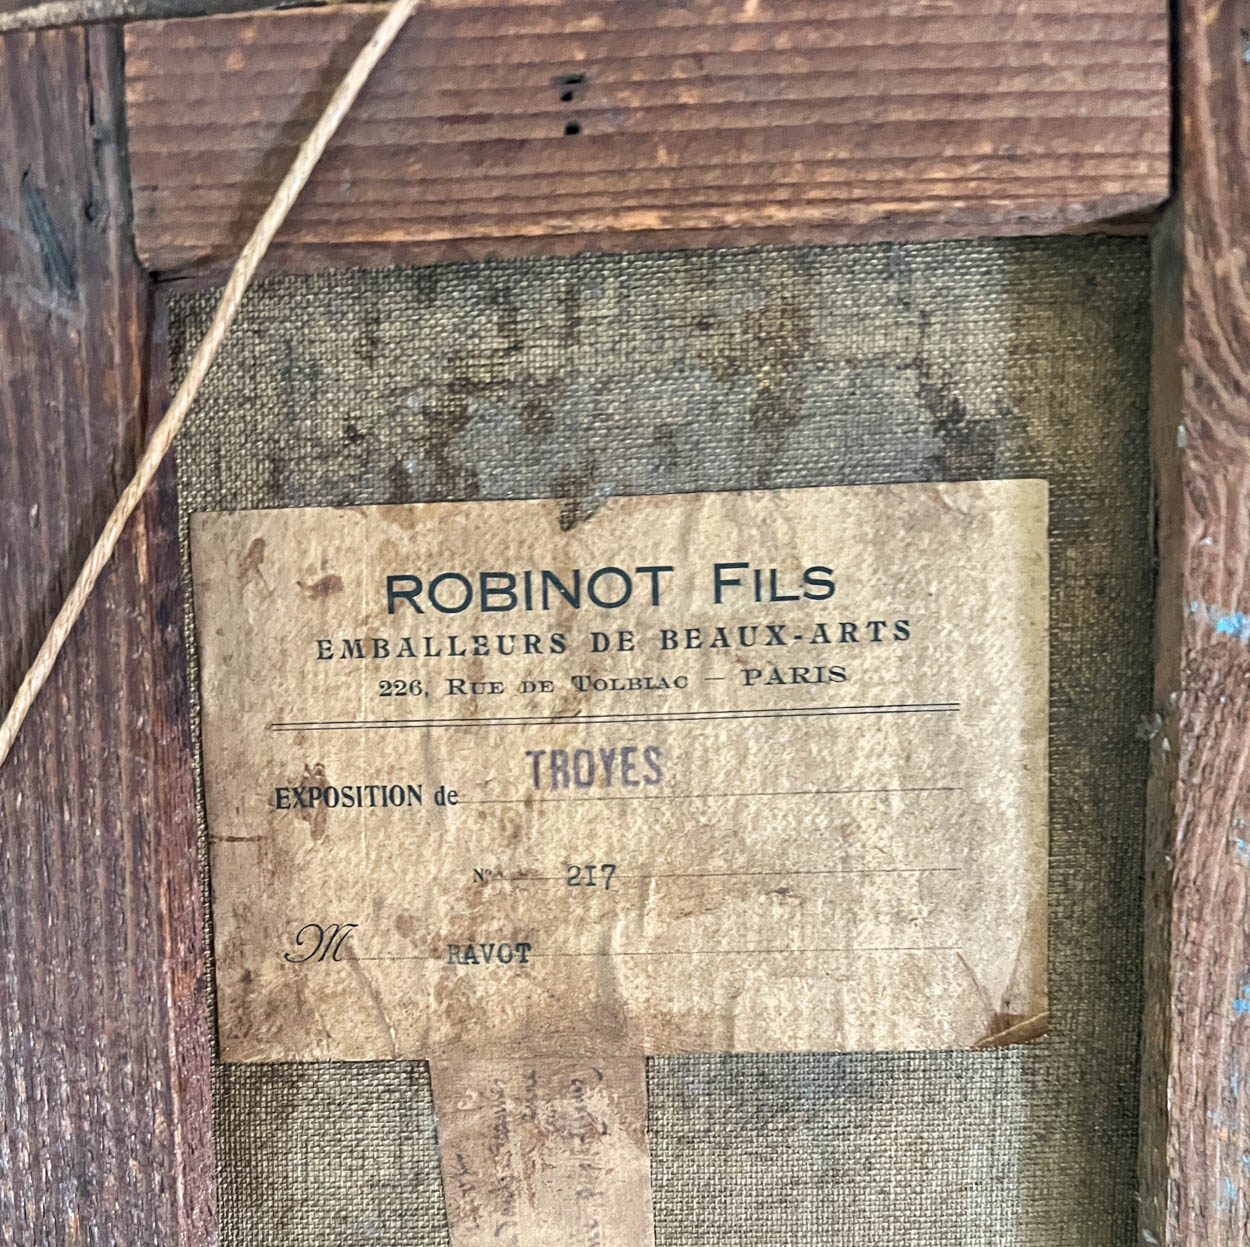 ROBINOT FILS
EMBALLEURS DE BEAUX-ARTS
226, RUE DE TOLBIAC — PARIS
EXPOSITION de TROYES
Nº 217
M RAVOT